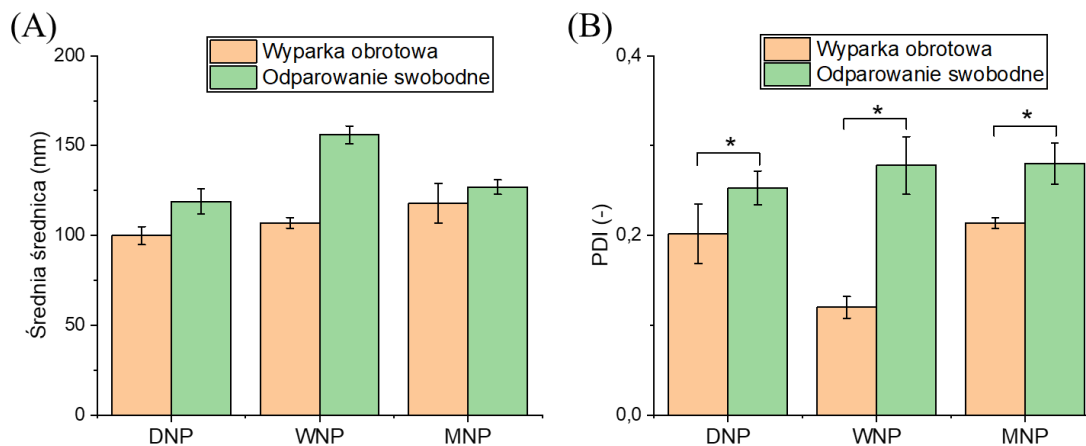 (A)
Wyparka obrotowa
Odparowanie swobodne
Średnia średnica (nm)
200
150
100
50
0
DNP WNP MNP
(B)
Wyparka obrotowa
Odparowanie swobodne
PDI (-)
0,4
0,2
0,0
* * *
DNP WNP MNP